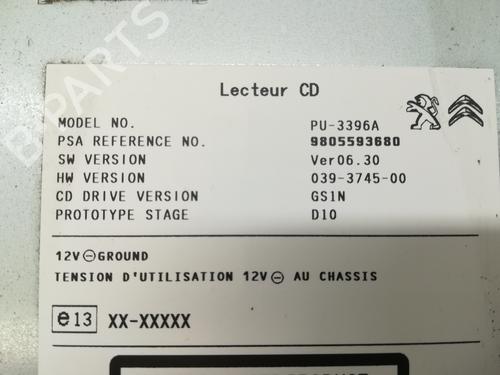 Lecteur CD
MODEL NO. PU-3396A
PSA REFERENCE NO. 9805593680
SW VERSION Ver06.30
HW VERSION 039-3745-00
CD DRIVE VERSION GS1N
PROTOTYPE STAGE D10
12V⊖GROUND
TENSION D'UTILISATION 12V⊖ AU CHASSIS
e13 XX-XXXXX
B-PARTS